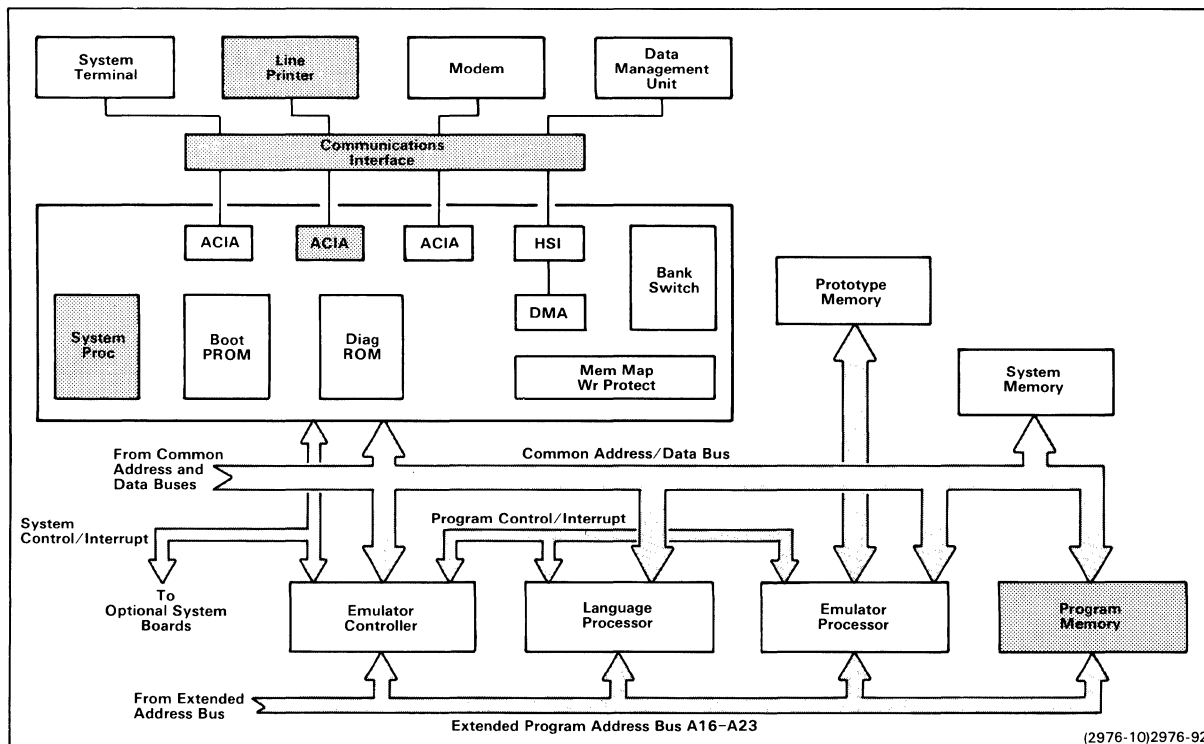 System
Terminal
Line
Printer
Modem
Data
Management
Unit
Communications
Interface
ACIA
ACIA
ACIA
HSI
Bank
Switch
DMA
System
Proc
Boot
PROM
Diag
ROM
Mem Map
Wr Protect
Prototype
Memory
System
Memory
From Common
Address and
Data Buses
Common Address/Data Bus
System
Control/Interrupt
Program Control/Interrupt
To
Optional System
Boards
Emulator
Controller
Language
Processor
Emulator
Processor
Program
Memory
From Extended
Address Bus
Extended Program Address Bus A16–A23
(2976-10)2976-92